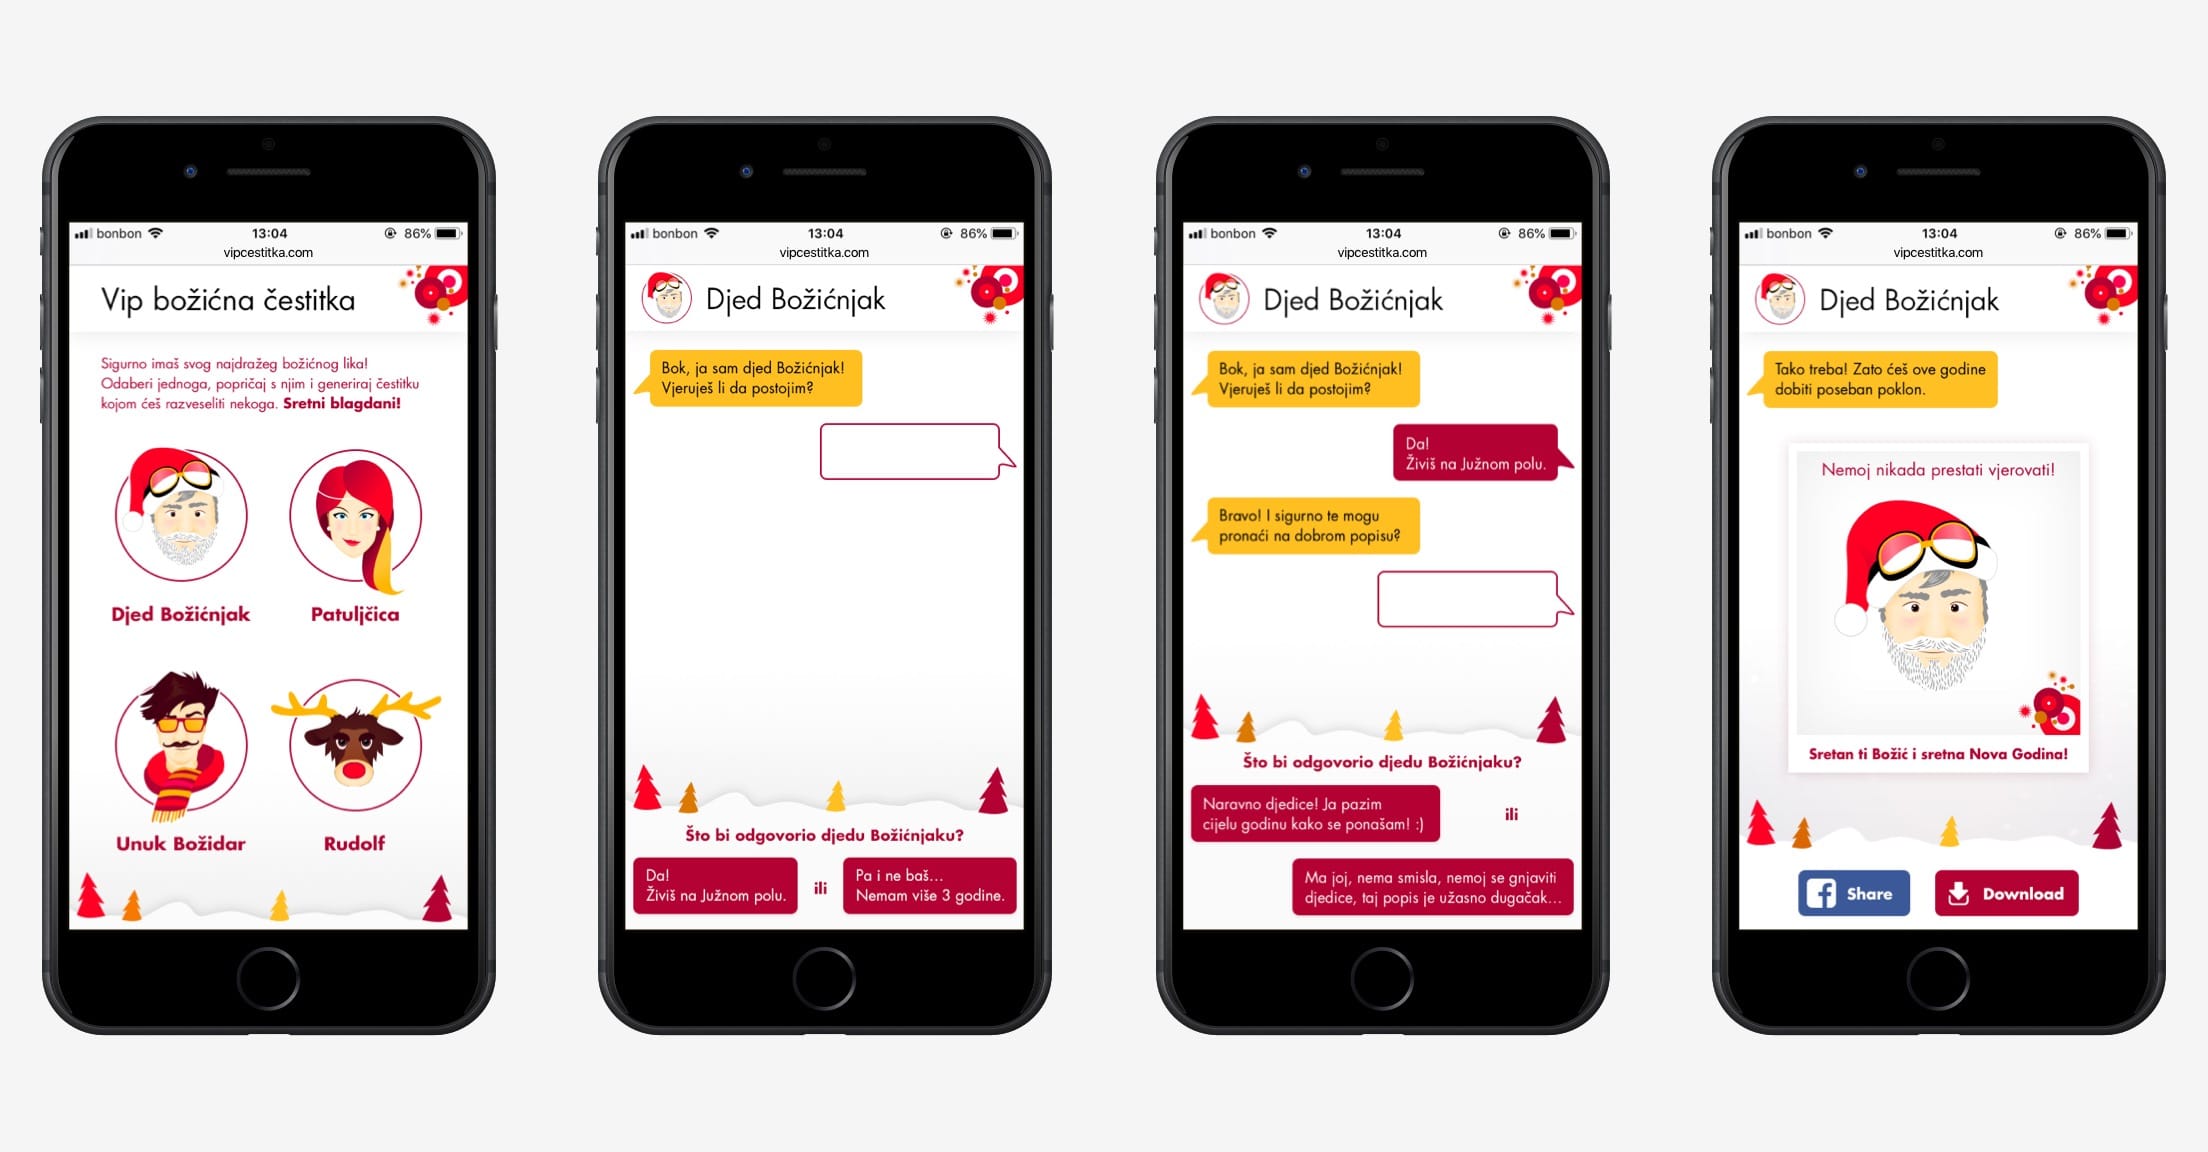 bonbon 13:04 86%
vipcestitka.com
Vip božićna čestitka
Sigurno imaš svog najdražeg božićnog lika!
Odaberi jednoga, popričaj s njim i generiraj čestitku
kojom ćeš razveseliti nekoga. Sretni blagdani!
Djed Božićnjak
Patuljčica
Unuk Božidar
Rudolf
bonbon 13:04 86%
vipcestitka.com
Djed Božićnjak
Bok, ja sam djed Božićnjak!
Vjeruješ li da postojim?
Što bi odgovorio djedu Božićnjaku?
Da!
Živiš na Južnom polu.
ili
Pa i ne baš...
Nemam više 3 godine.
bonbon 13:04 86%
vipcestitka.com
Djed Božićnjak
Bok, ja sam djed Božićnjak!
Vjeruješ li da postojim?
Da!
Živiš na Južnom polu.
Bravo! I sigurno te mogu
pronaći na dobrom popisu?
Što bi odgovorio djedu Božićnjaku?
Naravno djedice! Ja pazim
cijelu godinu kako se ponašam! :)
ili
Ma joj, nema smisla, nemoj se gnjaviti
djedice, taj popis je užasno dugačak...
bonbon 13:04 86%
vipcestitka.com
Djed Božićnjak
Tako treba! Zato ćeš ove godine
dobiti poseban poklon.
Nemoj nikada prestati vjerovati!
Sretan ti Božić i sretna Nova Godina!
Share
Download